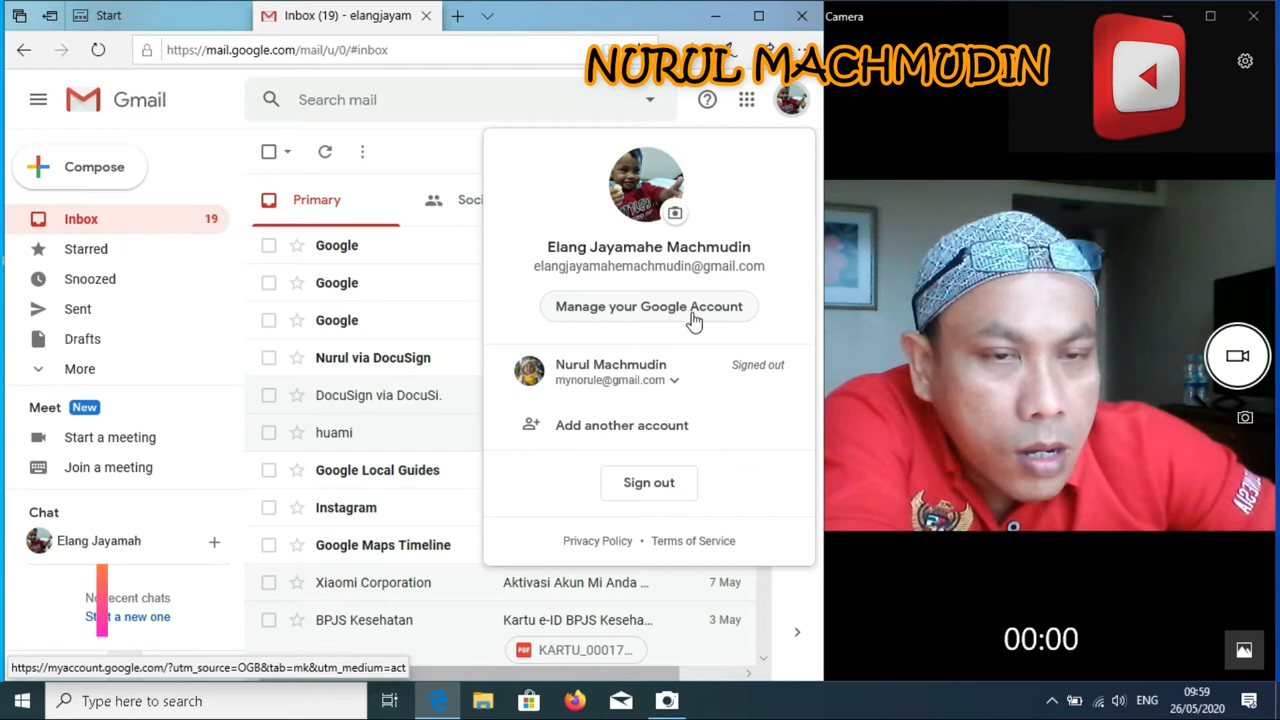 Start
Inbox (19) - elangjayam
Camera
https://mail.google.com/mail/u/0/#inbox
NURUL MACHMUDIN
Gmail
Search mail
Compose
Inbox 19
Starred
Snoozed
Sent
Drafts
More
Meet New
Start a meeting
Join a meeting
Chat
Elang Jayamah
recent chats
Start a new one
https://myaccount.google.com/?utm_source=OGB&tab=mk&utm_medium=act
Primary
Soci
Google
Google
Google
Nurul via DocuSign
DocuSign via DocuSi.
huami
Google Local Guides
Instagram
Google Maps Timeline
Xiaomi Corporation Aktivasi Akun Mi Anda ... 7 May
BPJS Kesehatan Kartu e-ID BPJS Keseha... 3 May
PDF KARTU_00017...
Elang Jayamahe Machmudin
elangjayamahemachmudin@gmail.com
Manage your Google Account
Nurul Machmudin Signed out
mynorule@gmail.com
Add another account
Sign out
Privacy Policy • Terms of Service
00:00
Type here to search
ENG
09:59
26/05/2020